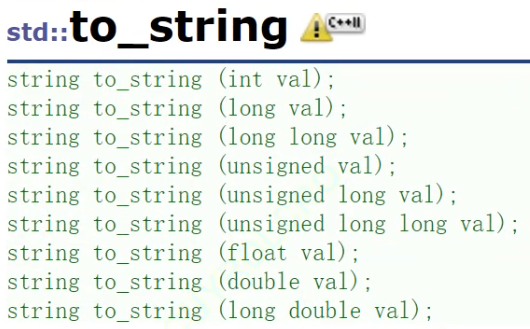 std::to_string C++11
string to_string (int val);
string to_string (long val);
string to_string (long long val);
string to_string (unsigned val);
string to_string (unsigned long val);
string to_string (unsigned long long val);
string to_string (float val);
string to_string (double val);
string to_string (long double val);